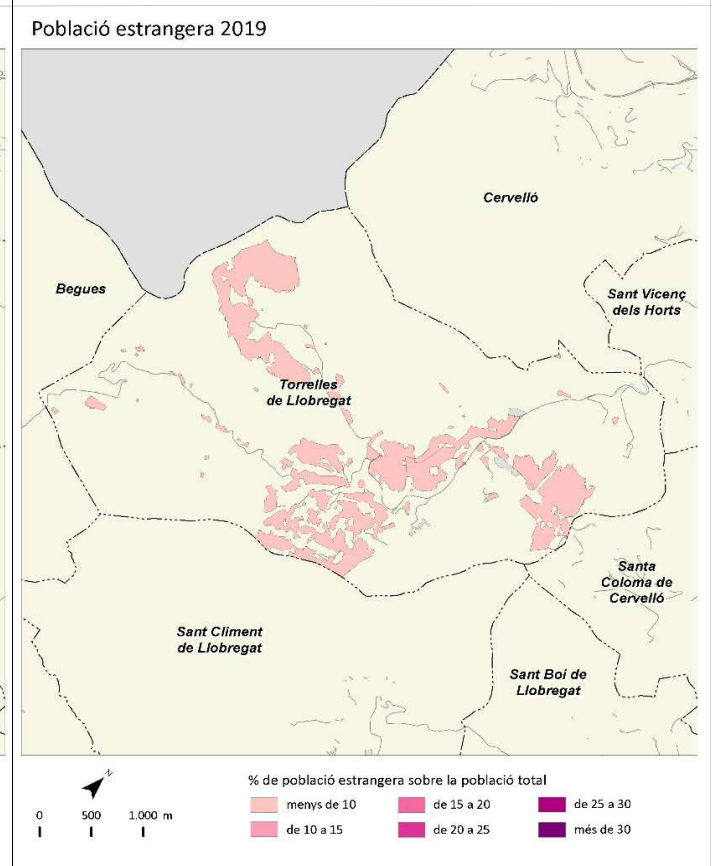 Població estrangera 2019
Cervelló
Begues
Sant Vicenç
dels Horts
Torrelles
de Llobregat
Santa
Coloma de
Cervelló
Sant Climent
de Llobregat
Sant Boi de
Llobregat
N
% de població estrangera sobre la població total
0 500 1.000 m
menys de 10
de 15 a 20
de 25 a 30
de 10 a 15
de 20 a 25
més de 30